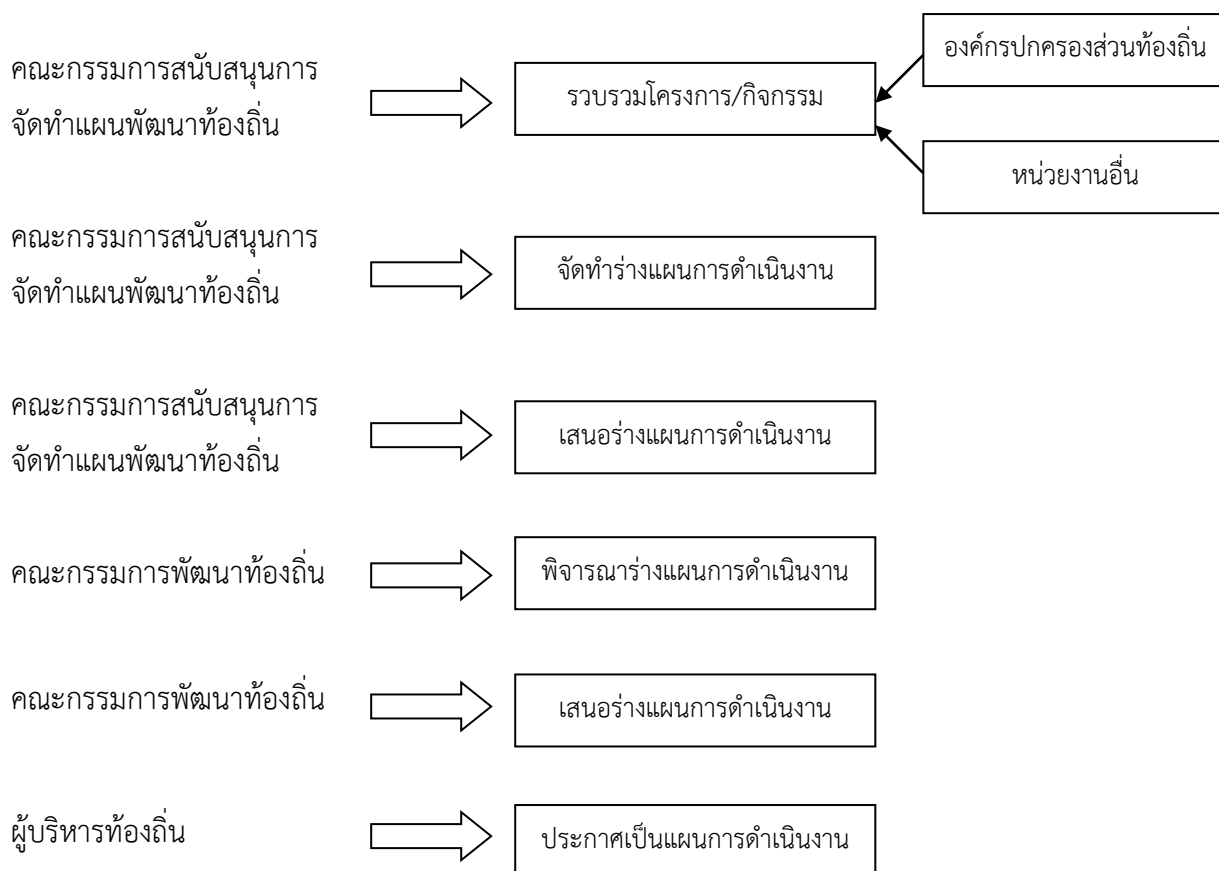 องค์กรปกครองส่วนท้องถิ่น
คณะกรรมการสนับสนุนการ
จัดทำแผนพัฒนาท้องถิ่น
รวบรวมโครงการ/กิจกรรม
หน่วยงานอื่น
คณะกรรมการสนับสนุนการ
จัดทำแผนพัฒนาท้องถิ่น
จัดทำร่างแผนการดำเนินงาน
คณะกรรมการสนับสนุนการ
จัดทำแผนพัฒนาท้องถิ่น
เสนอร่างแผนการดำเนินงาน
คณะกรรมการพัฒนาท้องถิ่น
พิจารณาร่างแผนการดำเนินงาน
คณะกรรมการพัฒนาท้องถิ่น
เสนอร่างแผนการดำเนินงาน
ผู้บริหารท้องถิ่น
ประกาศเป็นแผนการดำเนินงาน